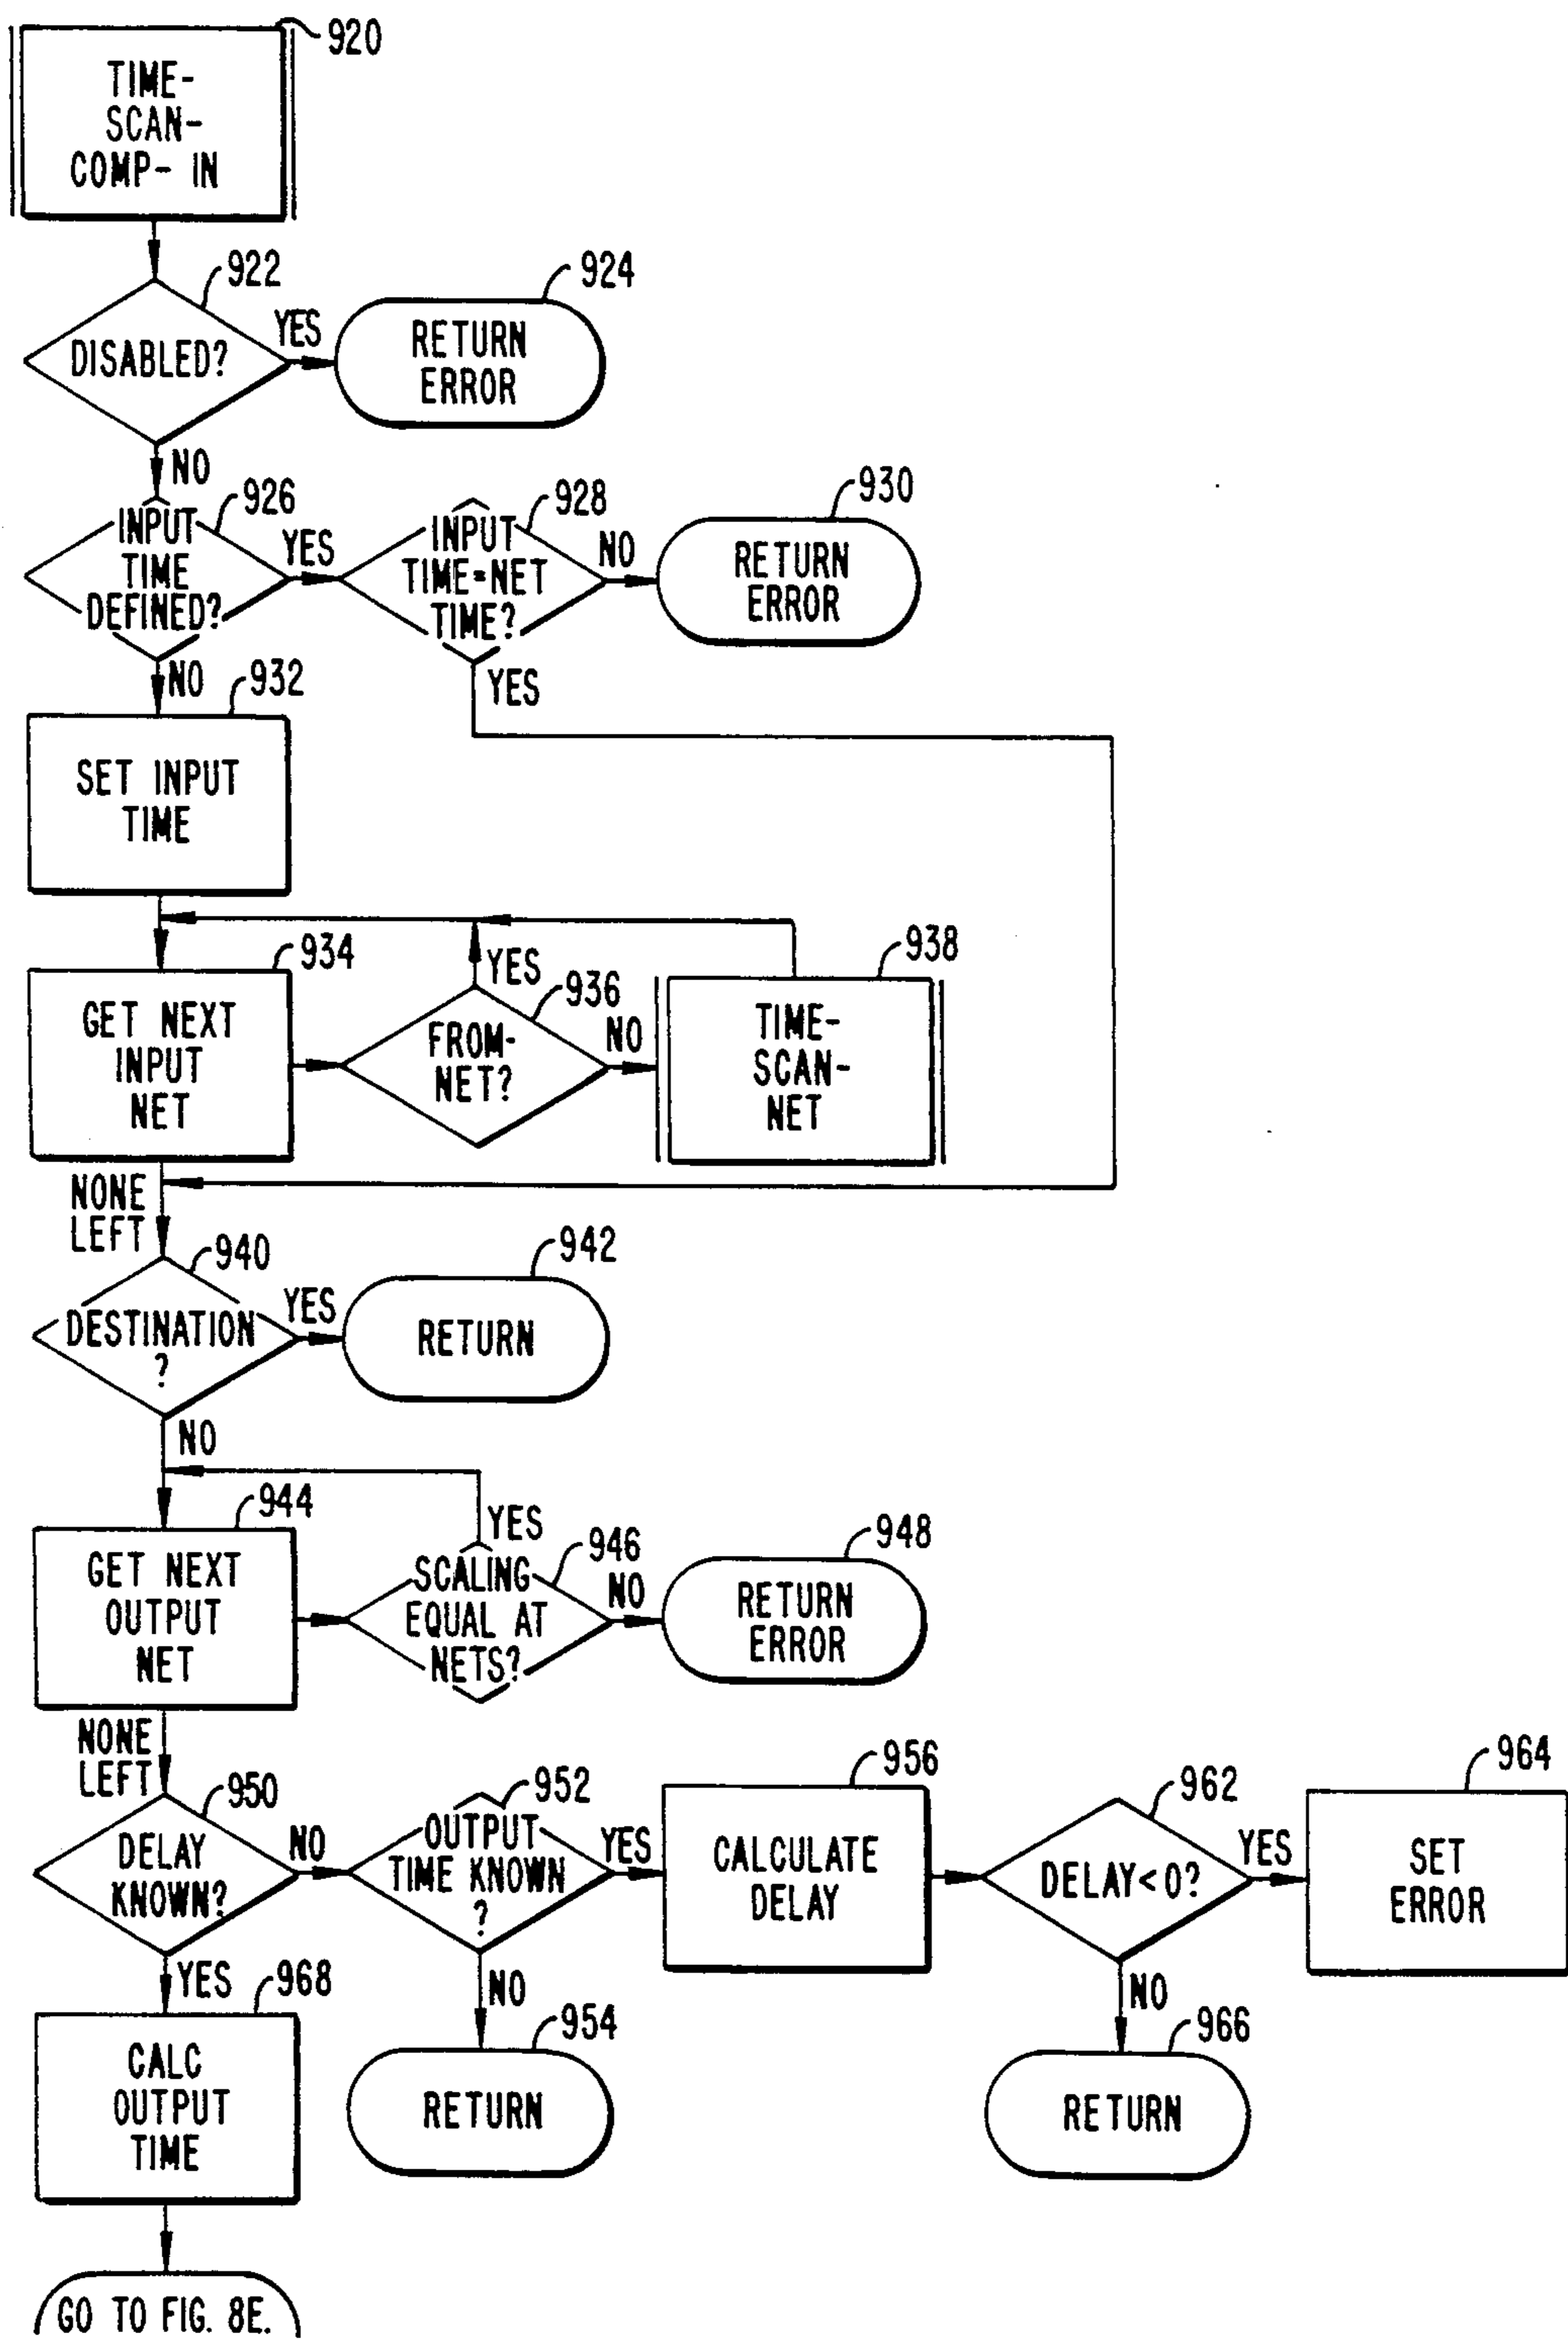 920
TIME-
SCAN-
COMP- IN
922
DISABLED?
YES
924
RETURN
ERROR
NO
926
INPUT
TIME
DEFINED?
YES
928
INPUT
TIME=NET
TIME?
NO
930
RETURN
ERROR
NO
YES
932
SET INPUT
TIME
934
GET NEXT
INPUT
NET
YES
936
FROM-
NET?
NO
938
TIME-
SCAN-
NET
NONE
LEFT
940
DESTINATION
?
YES
942
RETURN
NO
944
GET NEXT
OUTPUT
NET
YES
946
SCALING
EQUAL AT
NETS?
NO
948
RETURN
ERROR
NONE
LEFT
950
DELAY
KNOWN?
NO
952
OUTPUT
TIME KNOWN
?
YES
956
CALCULATE
DELAY
962
DELAY<0?
YES
964
SET
ERROR
YES
968
CALC
OUTPUT
TIME
NO
954
RETURN
NO
966
RETURN
GO TO FIG. 8E.